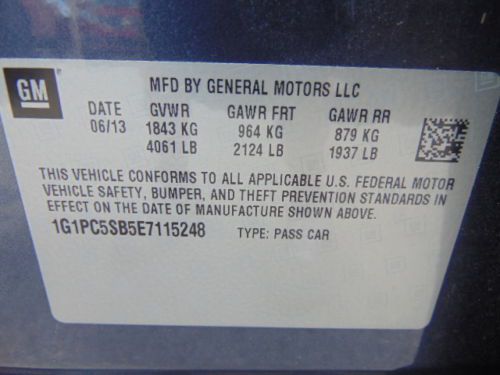 GM
MFD BY GENERAL MOTORS LLC
DATE GVWR GAWR FRT GAWR RR
06/13 1843 KG 964 KG 879 KG
4061 LB 2124 LB 1937 LB
THIS VEHICLE CONFORMS TO ALL APPLICABLE U.S. FEDERAL MOTOR
VEHICLE SAFETY, BUMPER, AND THEFT PREVENTION STANDARDS IN
EFFECT ON THE DATE OF MANUFACTURE SHOWN ABOVE.
1G1PC5SB5E7115248 TYPE: PASS CAR